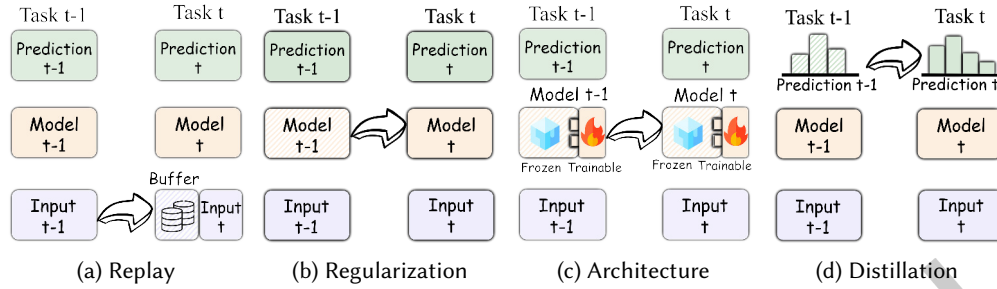 Task t-1
Task t
Prediction
t-1
Prediction
t
Model
t-1
Model
t
Buffer
Input
t-1
Input
t
(a) Replay
Task t-1
Task t
Prediction
t-1
Prediction
t
Model
t-1
Model
t
Input
t-1
Input
t
(b) Regularization
Task t-1
Task t
Prediction
t-1
Prediction
t
Model t-1
Model t
Frozen Trainable
Frozen Trainable
Input
t-1
Input
t
(c) Architecture
Task t-1
Task t
Prediction t-1
Prediction t
Model
t-1
Model
t
Input
t-1
Input
t
(d) Distillation